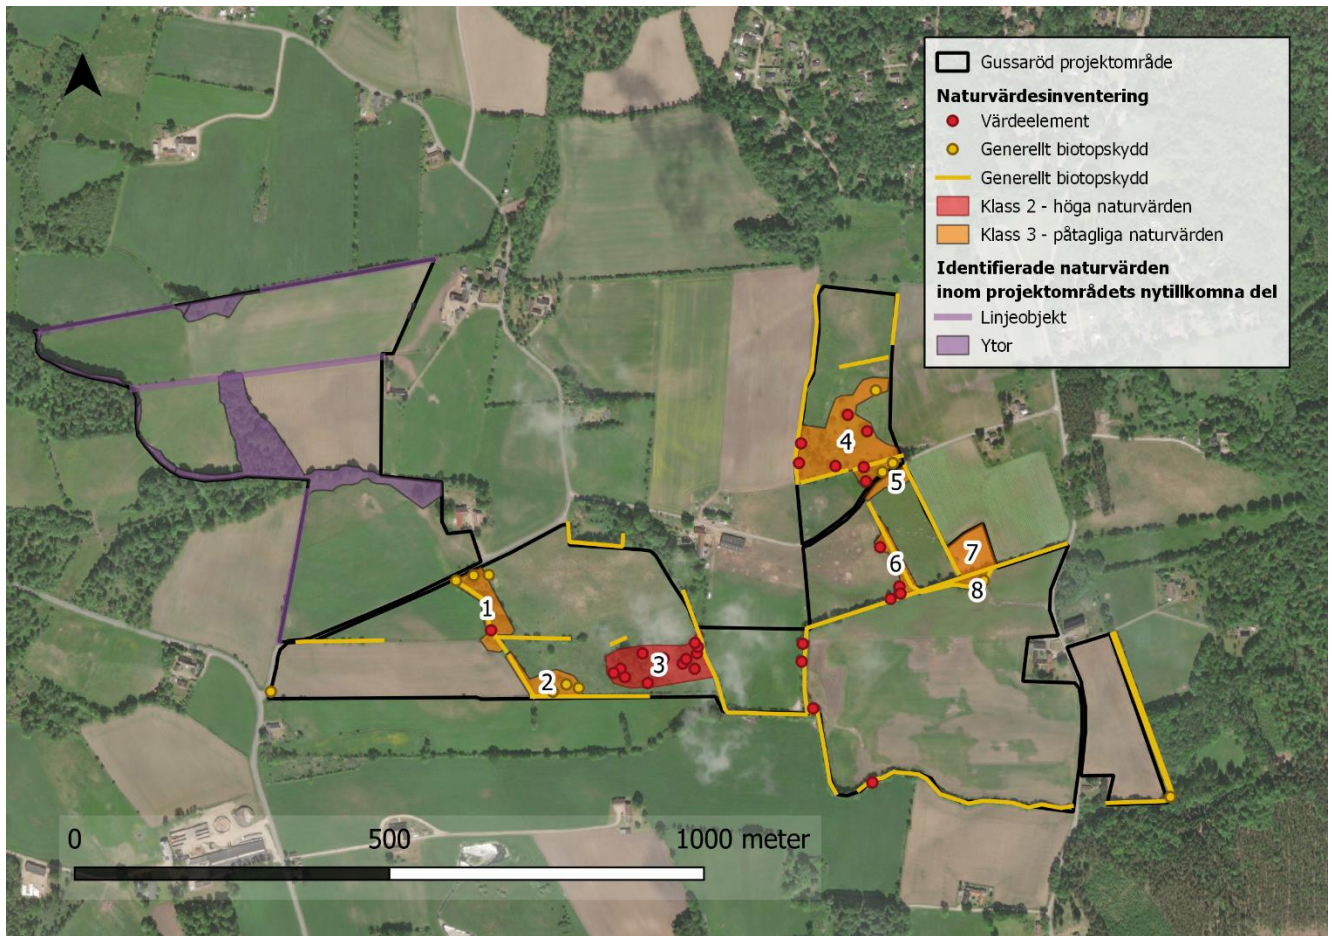 Gussaröd projektområde
Naturvärdesinventering
Värdeelement
Generellt biotopskydd
Generellt biotopskydd
Klass 2 - höga naturvärden
Klass 3 - påtagliga naturvärden
Identifierade naturvärden
inom projektområdets nytillkomna del
Linjeobjekt
Ytor
4
5
6
7
8
1
2
3
0 500 1000 meter